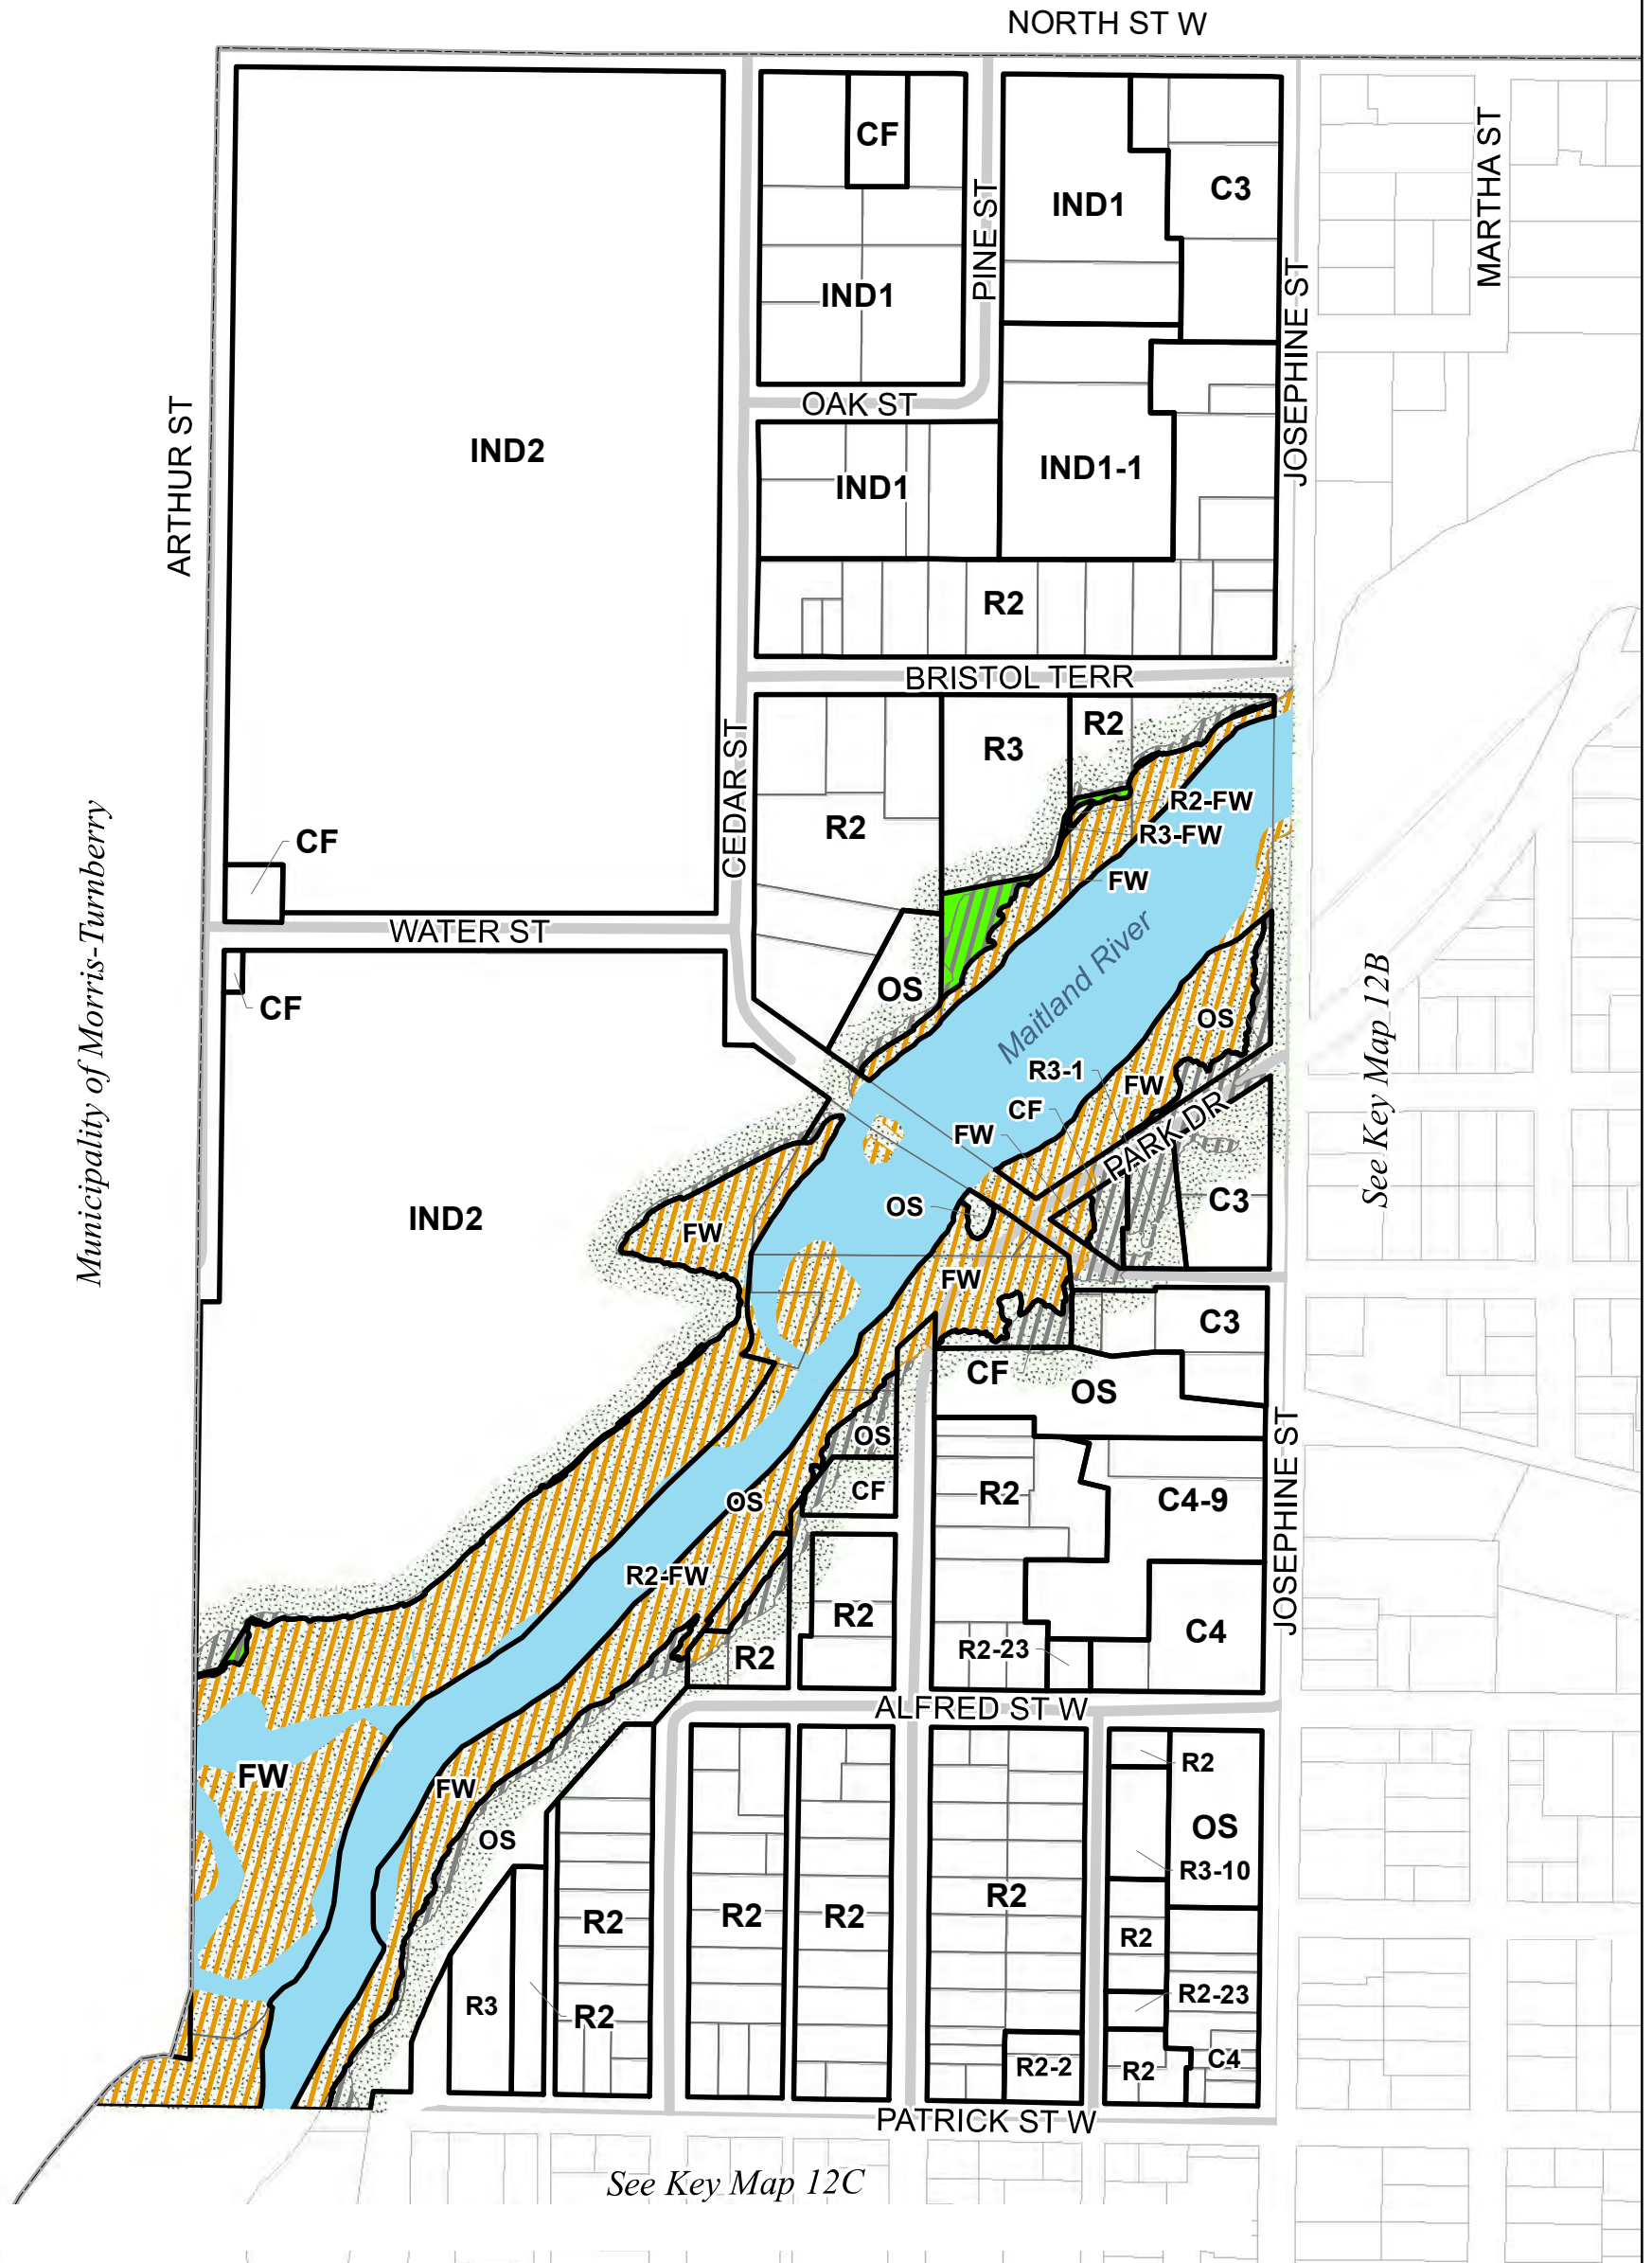 NORTH ST W
CF
IND1
C3
PINE ST
MARTHA ST
IND1
JOSEPHINE ST
ARTHUR ST
OAK ST
IND2
IND1-1
IND1
R2
BRISTOL TERR
R2
R3
CEDAR ST
R2-FW
R2
R3-FW
CF
FW
WATER ST
Maitland River
OS
CF
OS
Municipality of Morris-Turnberry
See Key Map 12B
R3-1
FW
CF
PARK DR
FW
C3
OS
IND2
FW
FW
C3
CF
OS
OS
CF
R2
C4-9
OS
JOSEPHINE ST
R2-FW
R2
C4
R2-23
R2
ALFRED ST W
R2
FW
FW
OS
OS
R3-10
R2
R2
R2
R2
R2
R2-23
R3
R2
C4
R2-2
R2
PATRICK ST W
See Key Map 12C